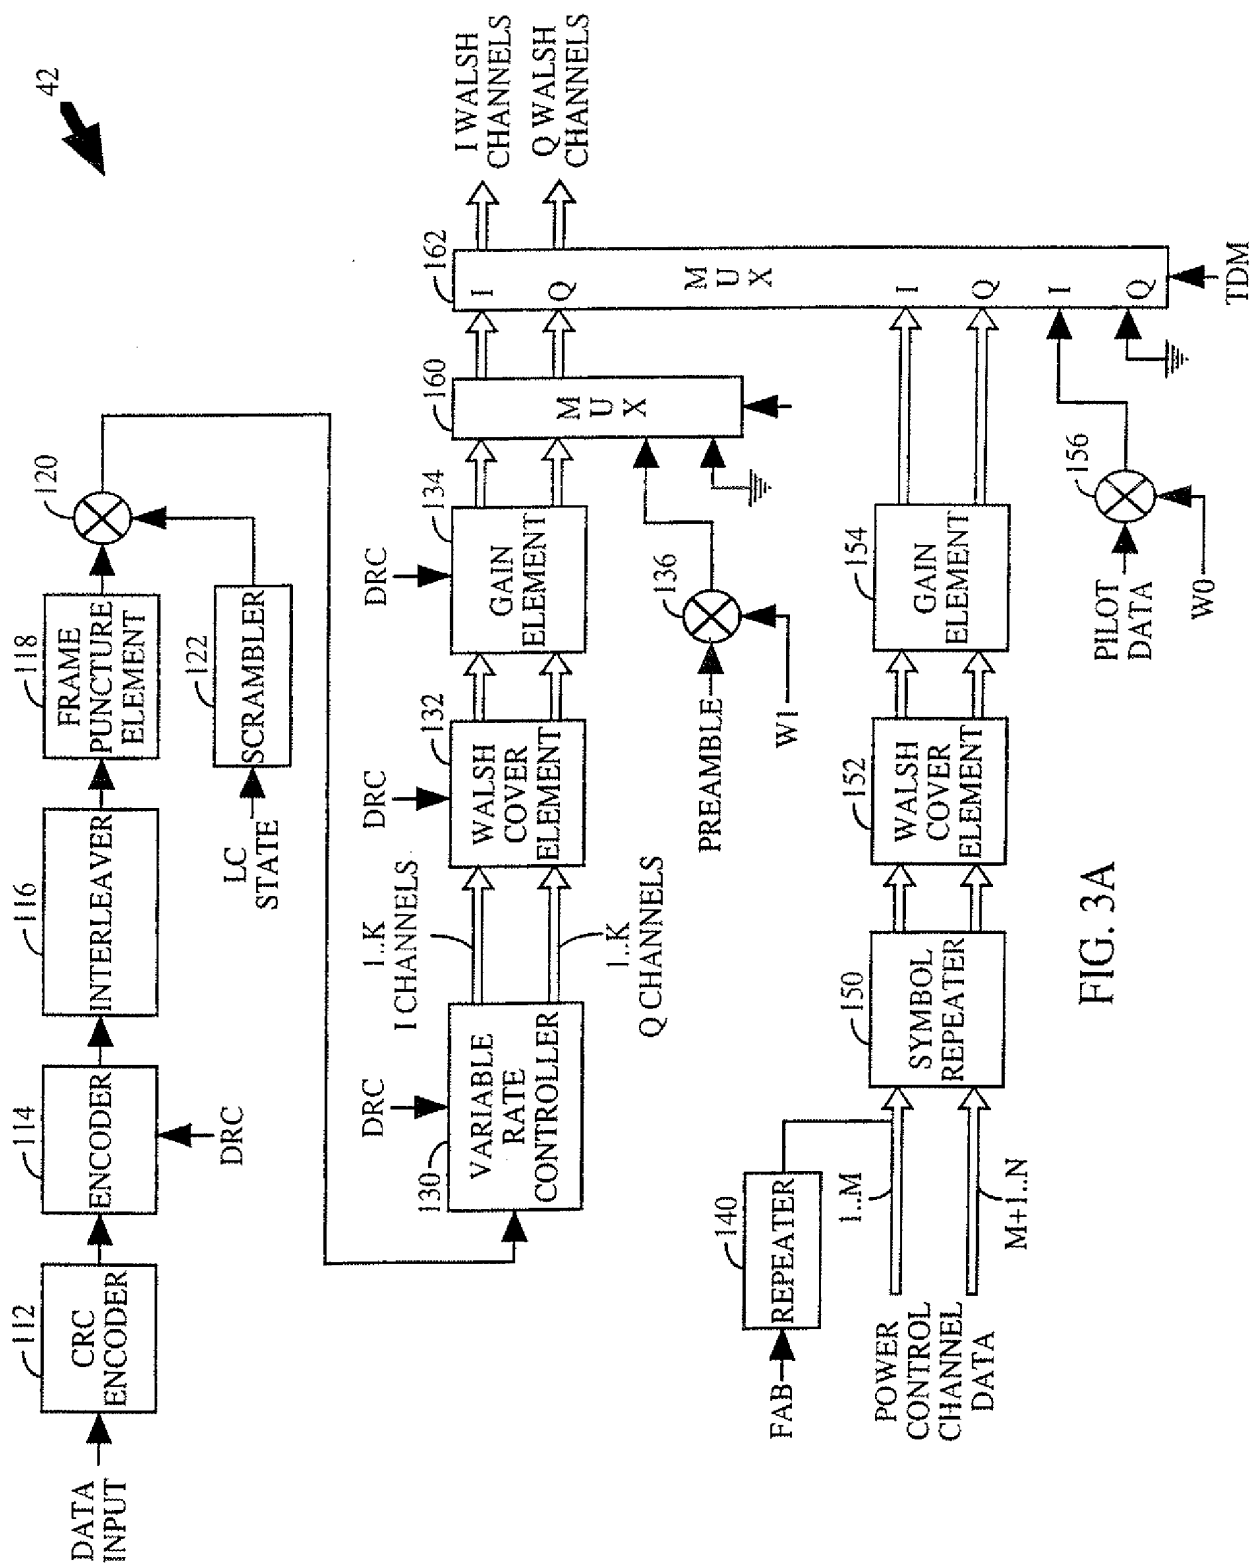 42
DATA
INPUT
112
CRC
ENCODER
114
ENCODER
DRC
116
INTERLEAVER
118
FRAME
PUNCTURE
ELEMENT
120
LC
STATE
122
SCRAMBLER
DRC
130
VARIABLE
RATE
CONTROLLER
1..K
I CHANNELS
1..K
Q CHANNELS
DRC
132
WALSH
COVER
ELEMENT
DRC
134
GAIN
ELEMENT
PREAMBLE
136
W1
160
MUX
162
I
Q
MUX
I
Q
I
Q
TDM
I WALSH
CHANNELS
Q WALSH
CHANNELS
FAB
140
REPEATER
POWER
CONTROL
CHANNEL
DATA
1..M
M+1..N
150
SYMBOL
REPEATER
152
WALSH
COVER
ELEMENT
154
GAIN
ELEMENT
PILOT
DATA
156
W0
FIG. 3A